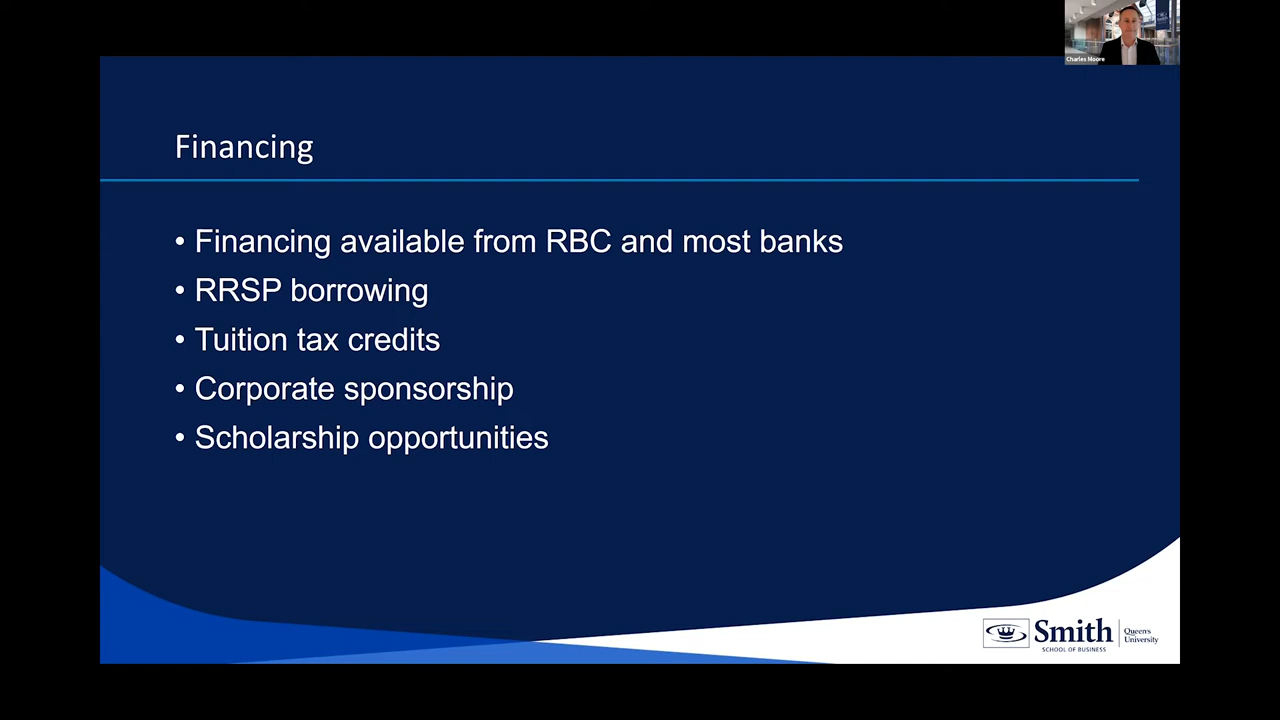 Charles Moore
Financing
• Financing available from RBC and most banks
• RRSP borrowing
• Tuition tax credits
• Corporate sponsorship
• Scholarship opportunities
Smith
SCHOOL OF BUSINESS
Queen's
University